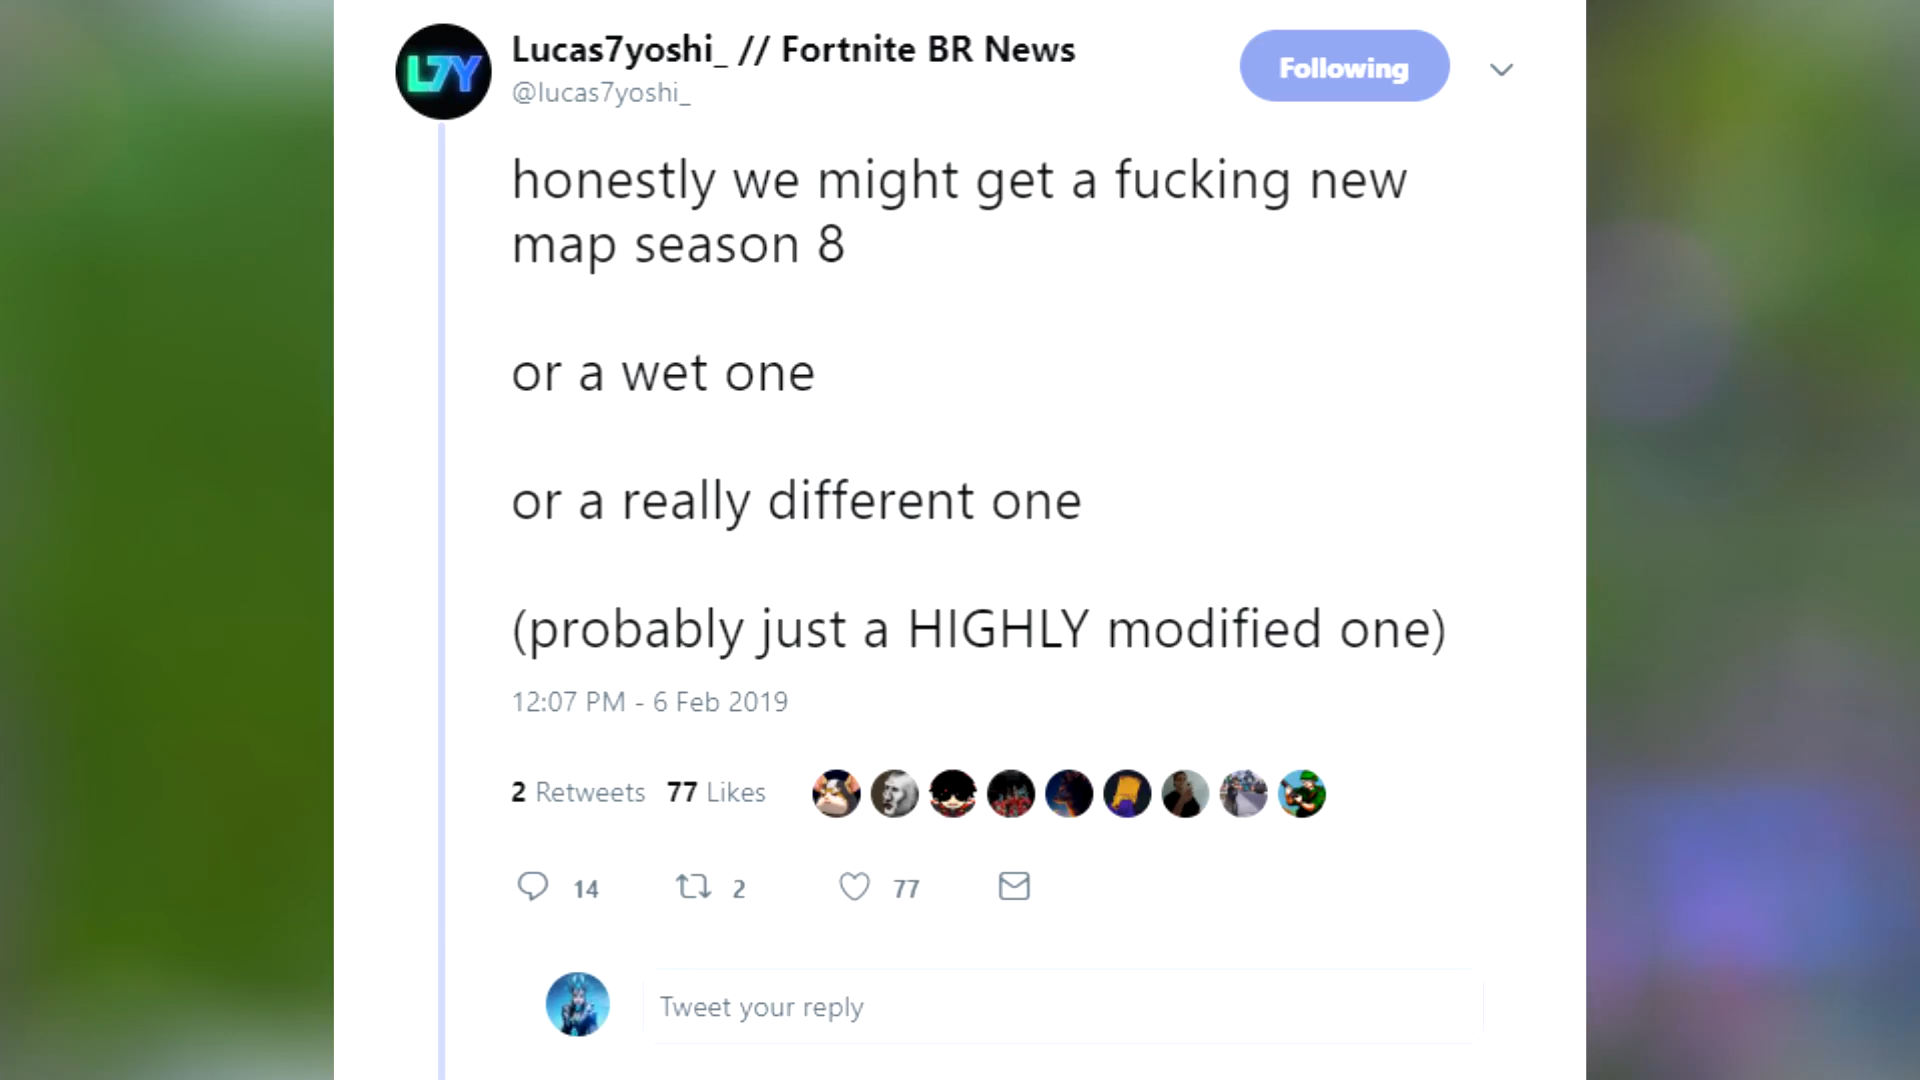 L7Y
Lucas7yoshi_ // Fortnite BR News
@lucas7yoshi_
Following
honestly we might get a fucking new
map season 8
or a wet one
or a really different one
(probably just a HIGHLY modified one)
12:07 PM - 6 Feb 2019
2 Retweets 77 Likes
14 2 77
Tweet your reply